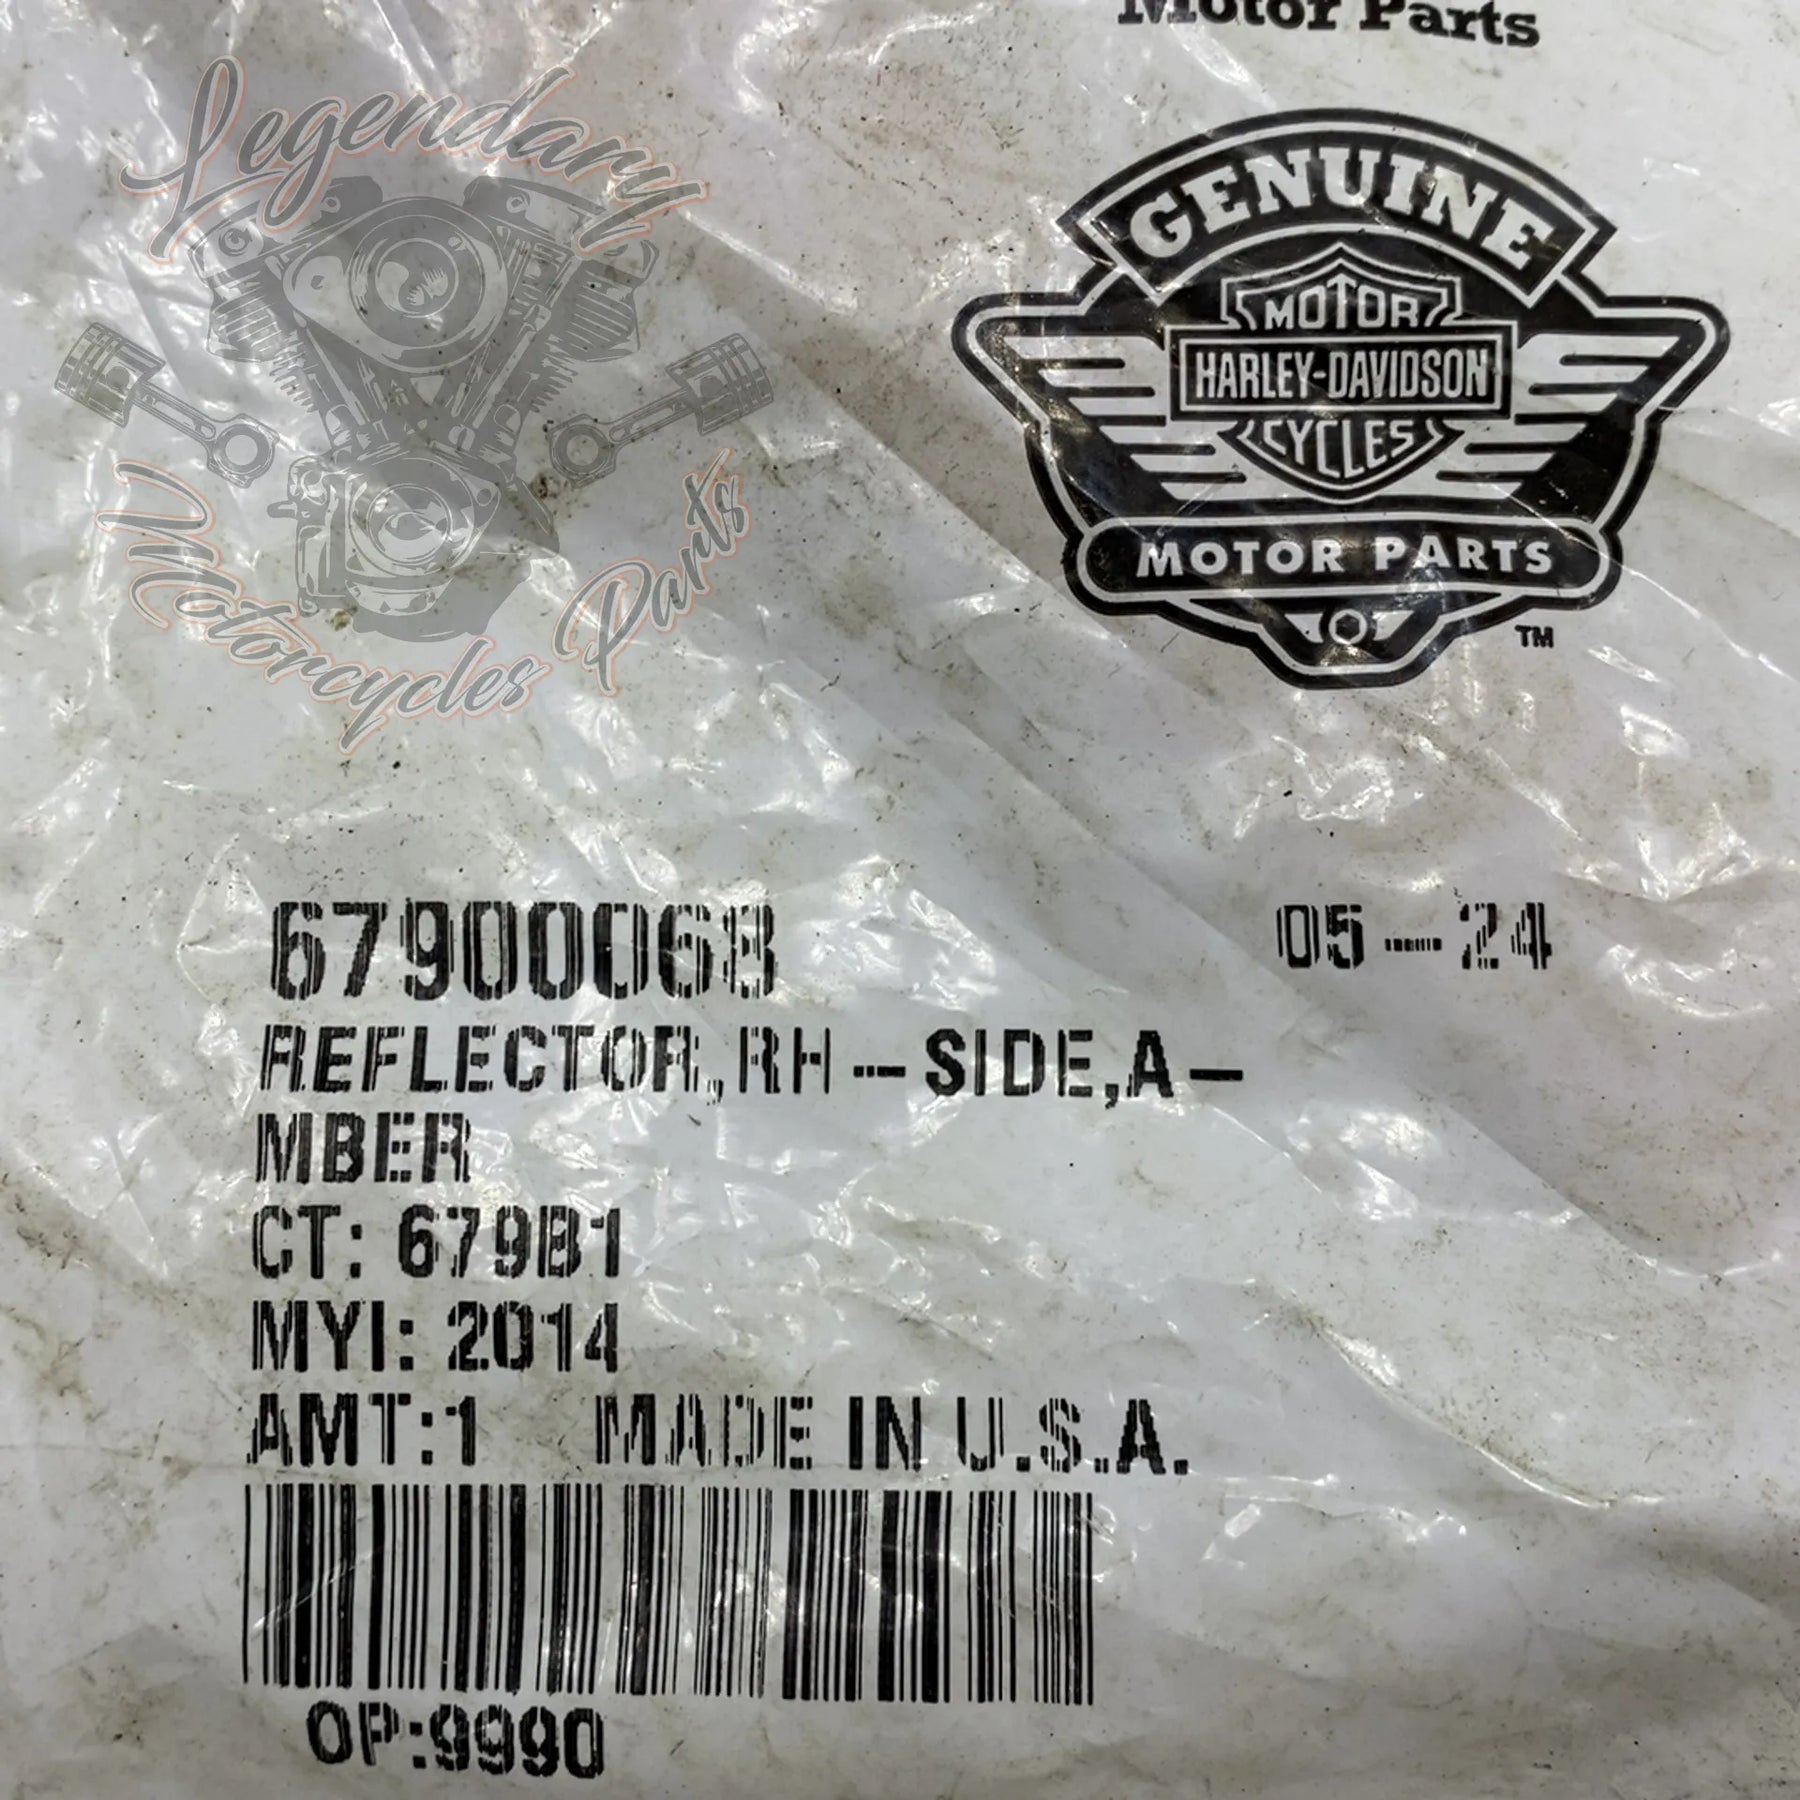 Motor Parts
Legendary
Motorcycles Parts
GENUINE
MOTOR
HARLEY-DAVIDSON
CYCLES
MOTOR PARTS
TM
67900068
05-24
REFLECTOR,RH-SIDE,A-
MBER
CT: 679B1
MYI: 2014
AMT:1 MADE IN U.S.A.
OP:9990